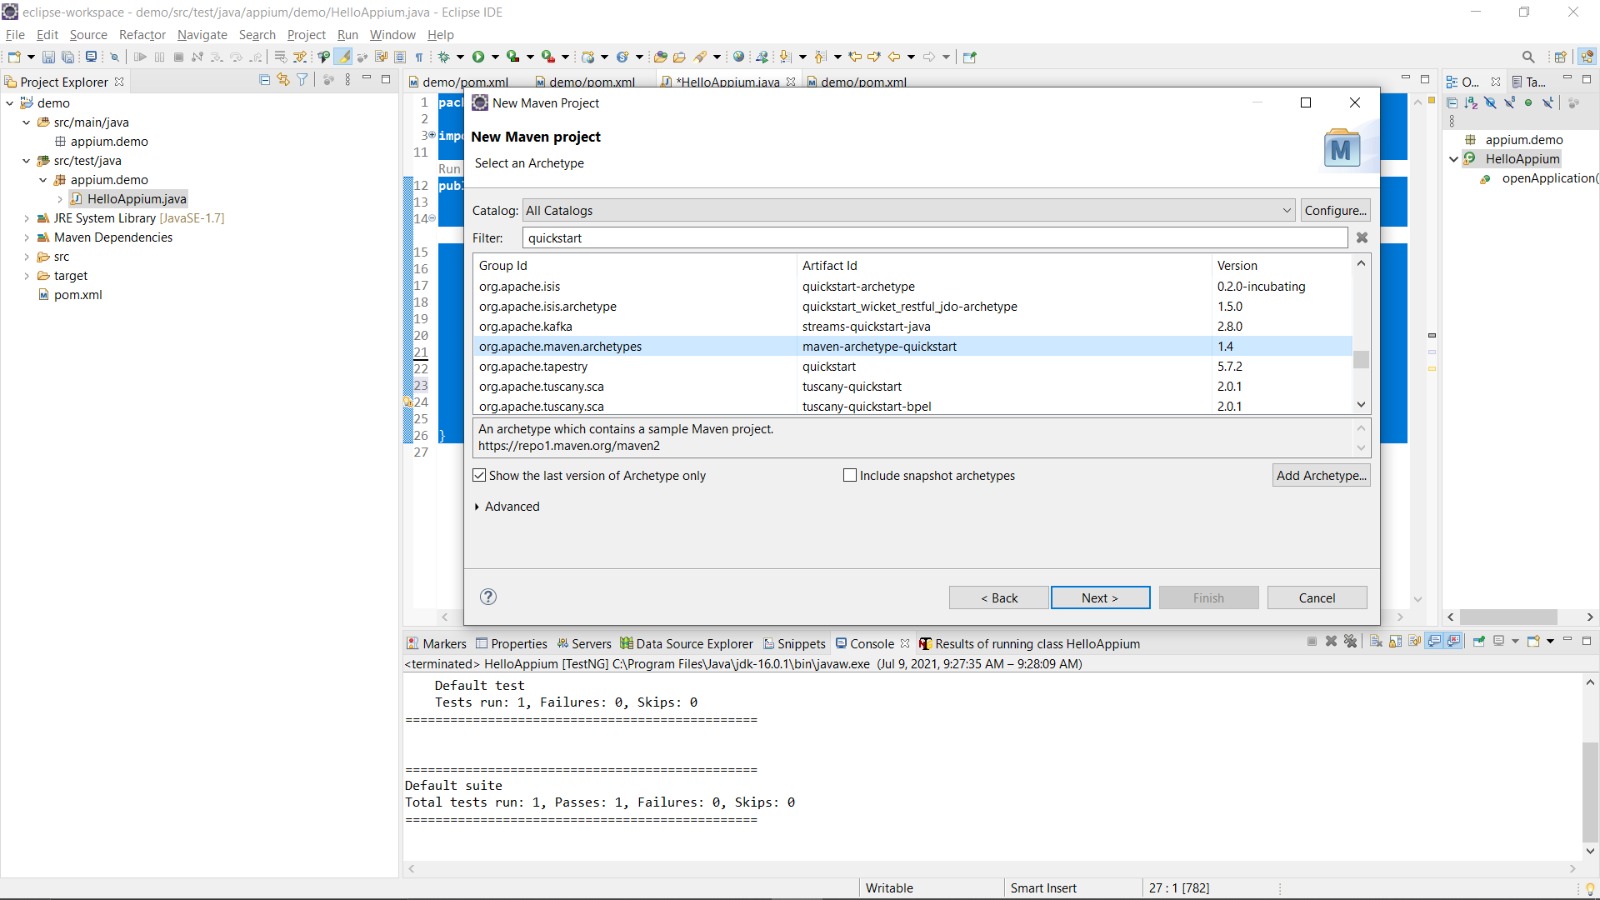 eclipse-workspace - demo/src/test/java/appium/demo/HelloAppium.java - Eclipse IDE
File Edit Source Refactor Navigate Search Project Run Window Help
Project Explorer
demo
src/main/java
appium.demo
src/test/java
appium.demo
HelloAppium.java
JRE System Library [JavaSE-1.7]
Maven Dependencies
src
target
pom.xml
demo/pom.xml demo/pom.xml *HelloAppium.java demo/pom.xml
1 pack
2
3 impo
11
Run
12 publ
13
14
15
16
17
18
19
20
21
22
23
24
25
26 }
27
New Maven Project
New Maven project
Select an Archetype
M
Catalog: All Catalogs Configure...
Filter: quickstart
Group Id Artifact Id Version
org.apache.isis quickstart-archetype 0.2.0-incubating
org.apache.isis.archetype quickstart_wicket_restful_jdo-archetype 1.5.0
org.apache.kafka streams-quickstart-java 2.8.0
org.apache.maven.archetypes maven-archetype-quickstart 1.4
org.apache.tapestry quickstart 5.7.2
org.apache.tuscany.sca tuscany-quickstart 2.0.1
org.apache.tuscany.sca tuscany-quickstart-bpel 2.0.1
An archetype which contains a sample Maven project.
https://repo1.maven.org/maven2
Show the last version of Archetype only Include snapshot archetypes Add Archetype...
Advanced
< Back Next > Finish Cancel
O... Ta...
appium.demo
HelloAppium
openApplication(
Markers Properties Servers Data Source Explorer Snippets Console Results of running class HelloAppium
<terminated> HelloAppium [TestNG] C:\Program Files\Java\jdk-16.0.1\bin\javaw.exe (Jul 9, 2021, 9:27:35 AM – 9:28:09 AM)
Default test
Tests run: 1, Failures: 0, Skips: 0
===============================================
===============================================
Default suite
Total tests run: 1, Passes: 1, Failures: 0, Skips: 0
===============================================
Writable Smart Insert 27 : 1 [782]